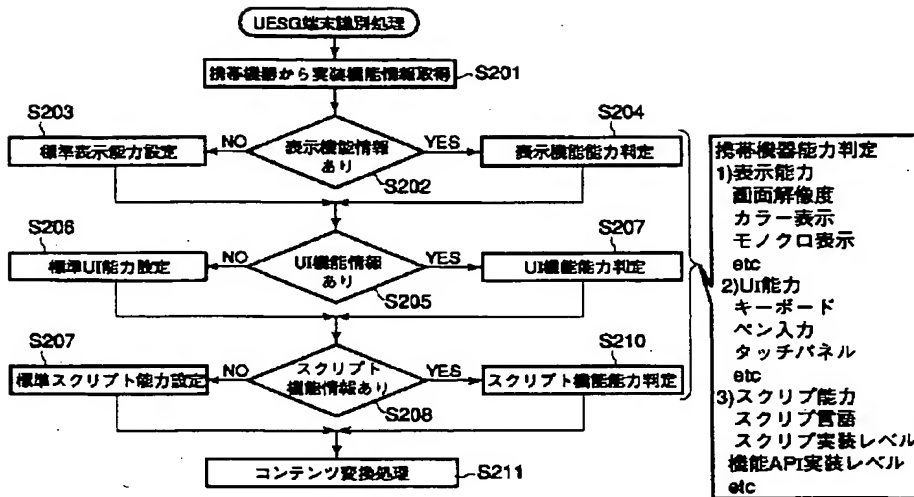 UESG端末識別処理
携帯機器から実装機能情報取得
S201
S203
S204
標準表示能力設定
NO
表示機能情報
あり
YES
表示機能能力判定
S202
S206
S207
標準UI能力設定
NO
UI機能情報
あり
YES
UI機能能力判定
S205
S207
S210
標準スクリプト能力設定
NO
スクリプト
機能情報あり
YES
スクリプト機能能力判定
S208
コンテンツ変換処理
S211
携帯機器能力判定
1)表示能力
画面解像度
カラー表示
モノクロ表示
etc
2)UI能力
キーボード
ペン入力
タッチパネル
etc
3)スクリプ能力
スクリプ言語
スクリプ実装レベル
機能API実装レベル
etc